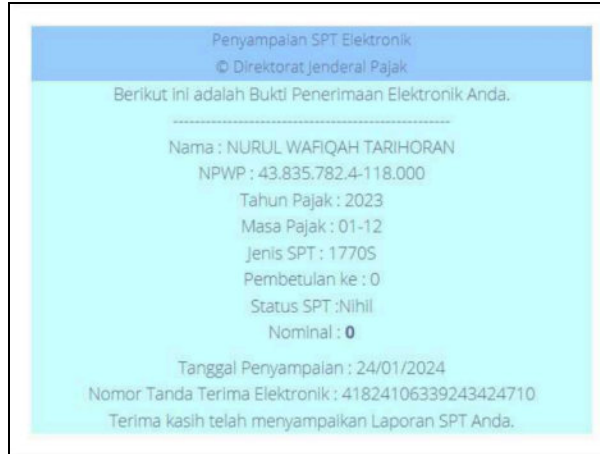 Penyampaian SPT Elektronik
© Direktorat Jenderal Pajak
Berikut ini adalah Bukti Penerimaan Elektronik Anda.
----------------------------------------------------
Nama : NURUL WAFIQAH TARIHORAN
NPWP : 43.835.782.4-118.000
Tahun Pajak : 2023
Masa Pajak : 01-12
Jenis SPT : 1770S
Pembetulan ke : 0
Status SPT :Nihil
Nominal : 0
Tanggal Penyampaian : 24/01/2024
Nomor Tanda Terima Elektronik : 41824106339243424710
Terima kasih telah menyampaikan Laporan SPT Anda.